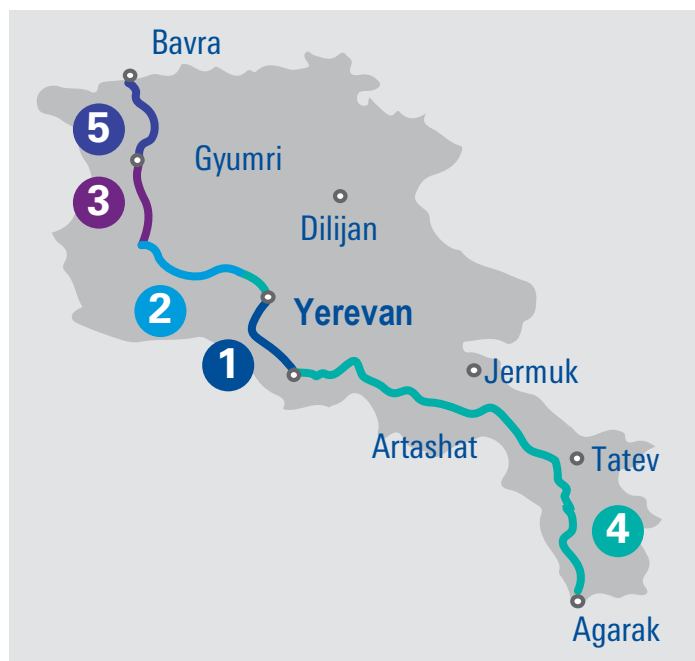 Bavra
5
Gyumri
3
Dilijan
2
Yerevan
1
Jermuk
Artashat
Tatev
4
Agarak